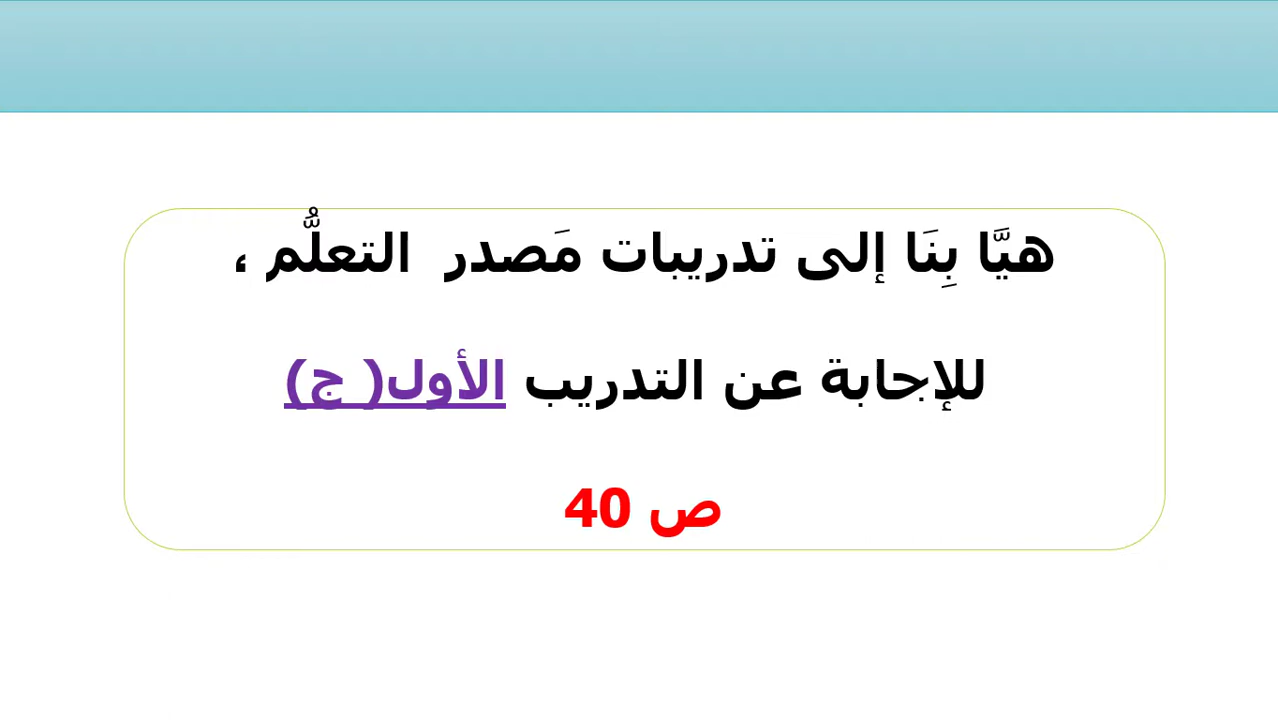 هيَّا بِنَا إلى تدريبات مَصدر  التعلُّم ،
للإجابة عن التدريب الأول( ج)
ص 40